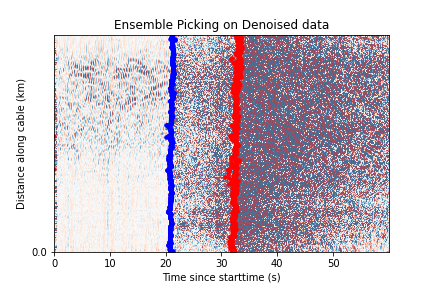 Ensemble Picking on Denoised data
Distance along cable (km)
0.0
0 10 20 30 40 50
Time since starttime (s)